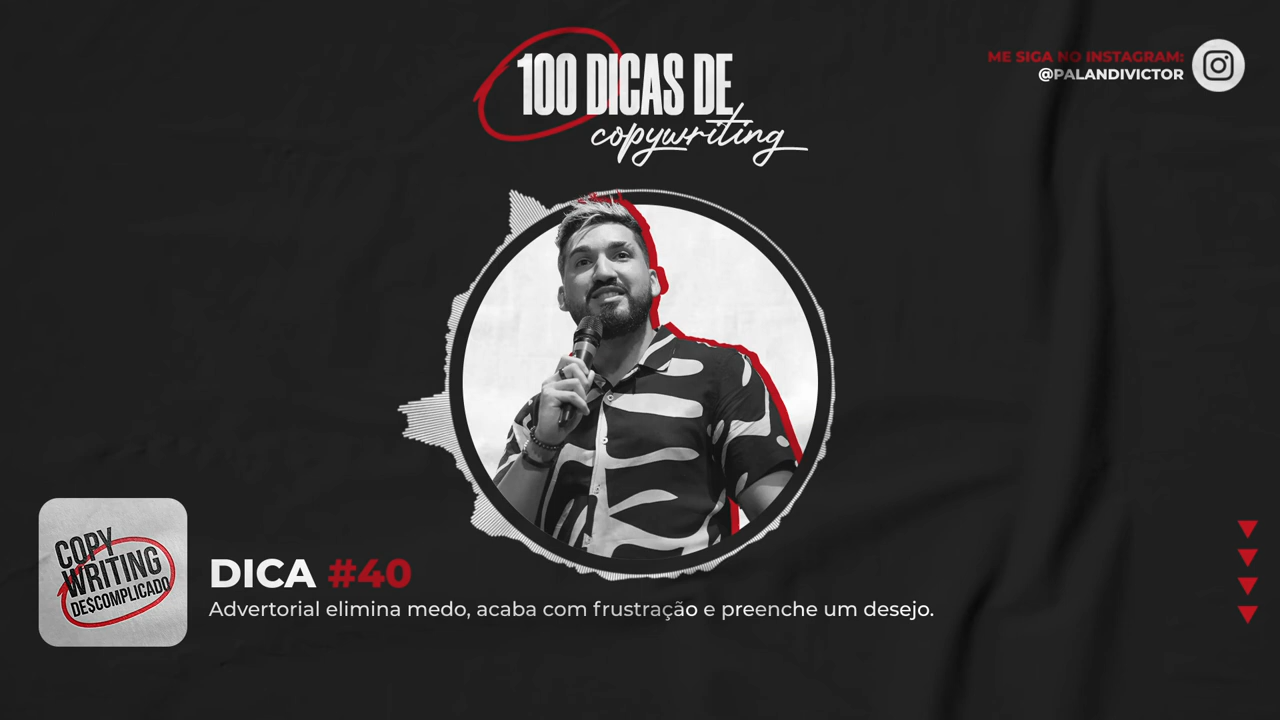 100 DICAS DE
copywriting
ME SIGA NO INSTAGRAM:
@PALANDIVICTOR
COPY
WRITING
DESCOMPLICADO
DICA #40
Advertorial elimina medo, acaba com frustração e preenche um desejo.